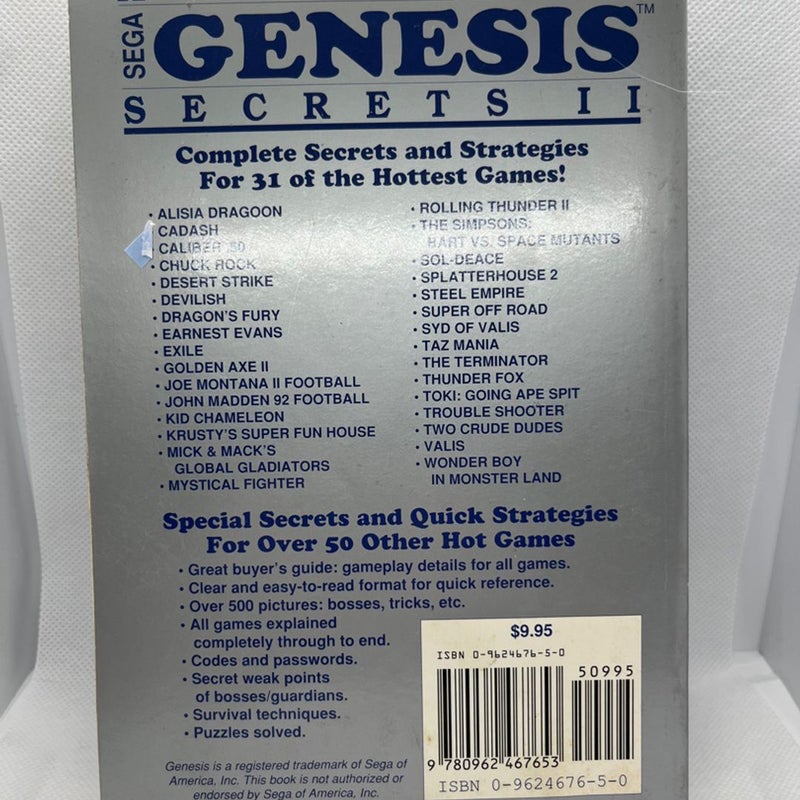 SEGA
GENESIS™
SECRETS II
Complete Secrets and Strategies
For 31 of the Hottest Games!
• ALISIA DRAGOON
CADASH
CALIBER .50
• CHUCK ROCK
• DESERT STRIKE
• DEVILISH
• DRAGON'S FURY
• EARNEST EVANS
• EXILE
• GOLDEN AXE II
• JOE MONTANA II FOOTBALL
• JOHN MADDEN 92 FOOTBALL
• KID CHAMELEON
• KRUSTY'S SUPER FUN HOUSE
• MICK & MACK'S
GLOBAL GLADIATORS
• MYSTICAL FIGHTER
• ROLLING THUNDER II
• THE SIMPSONS:
BART VS. SPACE MUTANTS
• SOL-DEACE
• SPLATTERHOUSE 2
• STEEL EMPIRE
• SUPER OFF ROAD
• SYD OF VALIS
• TAZ MANIA
• THE TERMINATOR
• THUNDER FOX
• TOKI: GOING APE SPIT
• TROUBLE SHOOTER
• TWO CRUDE DUDES
• VALIS
• WONDER BOY
IN MONSTER LAND
Special Secrets and Quick Strategies
For Over 50 Other Hot Games
• Great buyer's guide: gameplay details for all games.
• Clear and easy-to-read format for quick reference.
• Over 500 pictures: bosses, tricks, etc.
• All games explained
completely through to end.
• Codes and passwords.
• Secret weak points
of bosses/guardians.
• Survival techniques.
• Puzzles solved.
Genesis is a registered trademark of Sega of
America, Inc. This book is not authorized or
endorsed by Sega of America, Inc.
$9.95
ISBN 0-9624676-5-0
50995
9 780962 467653
ISBN 0-9624676-5-0